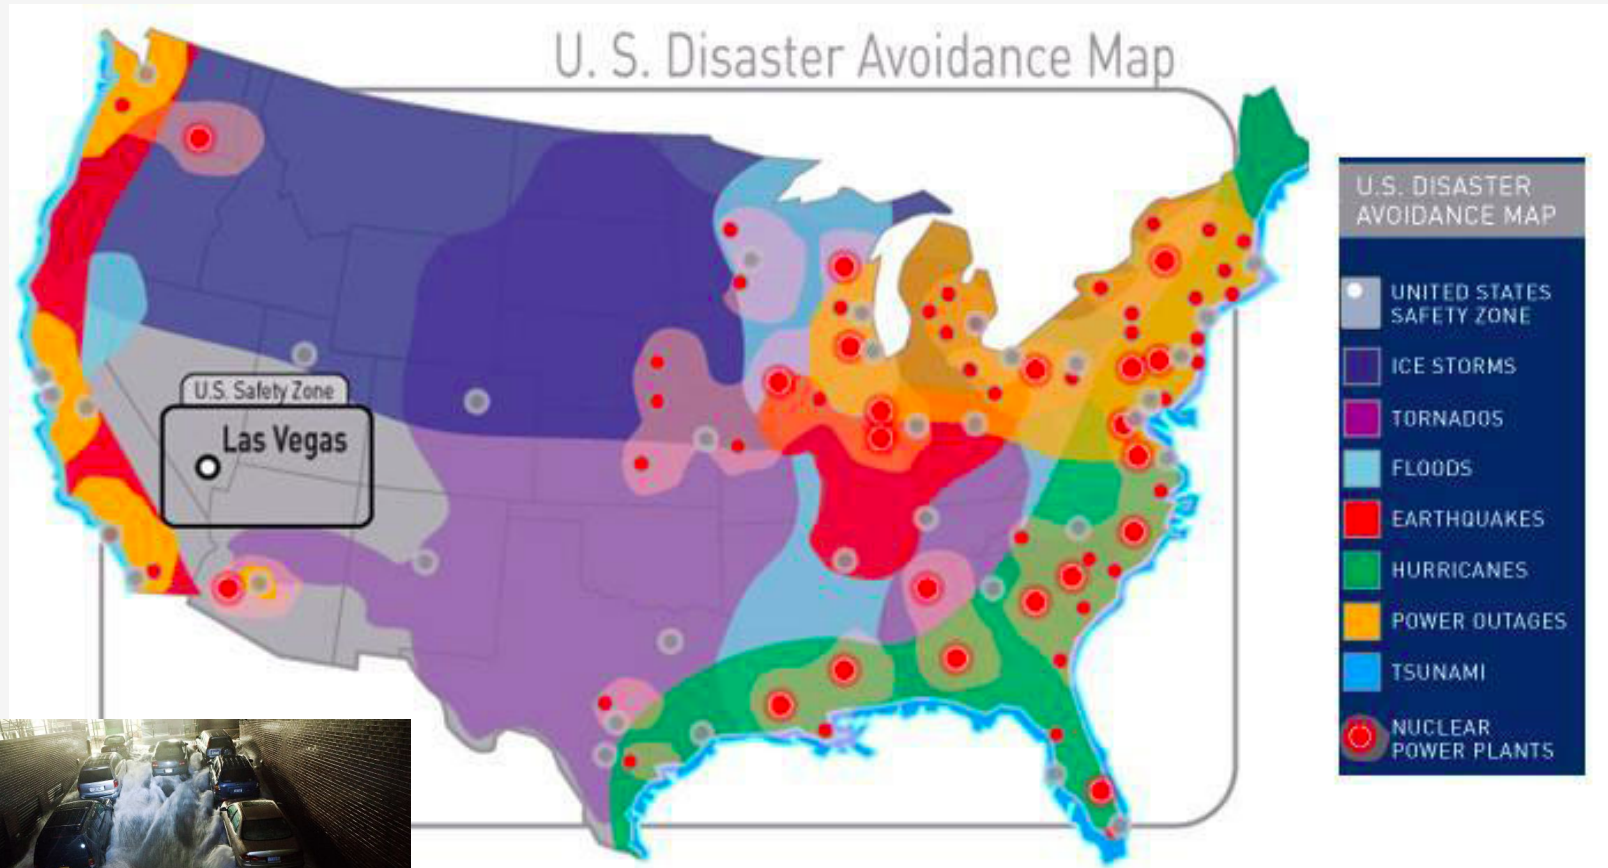 U. S. Disaster Avoidance Map
U.S. Safety Zone
Las Vegas
U.S. DISASTER
AVOIDANCE MAP
UNITED STATES
SAFETY ZONE
ICE STORMS
TORNADOS
FLOODS
EARTHQUAKES
HURRICANES
POWER OUTAGES
TSUNAMI
NUCLEAR
POWER PLANTS